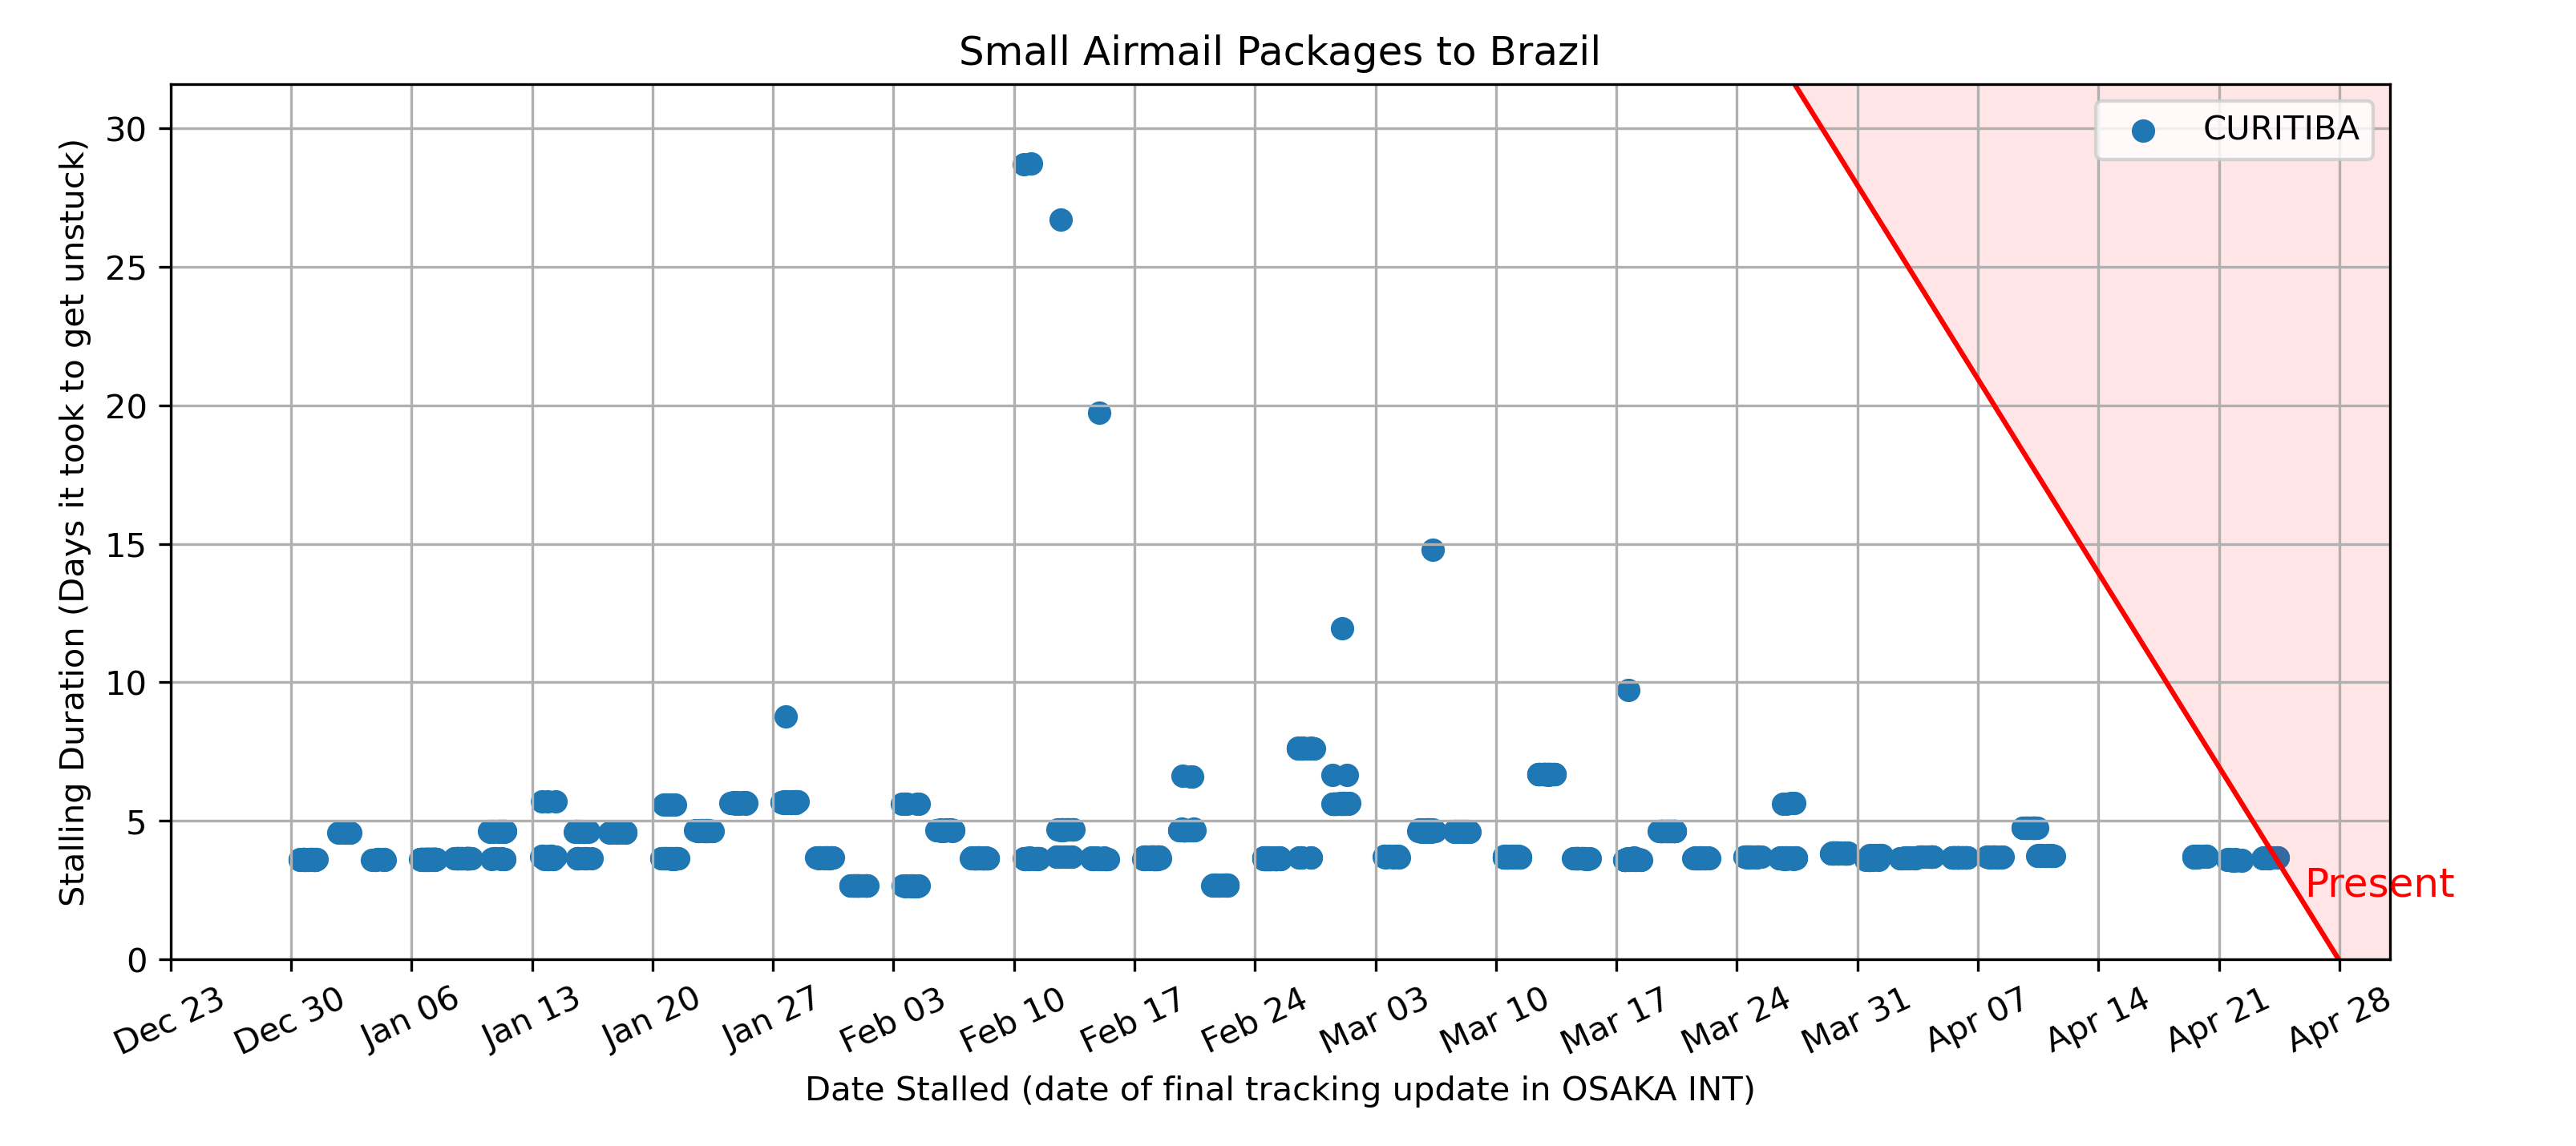 Small Airmail Packages to Brazil
CURITIBA
Stalling Duration (Days it took to get unstuck)
30
25
20
15
10
5
0
Present
Dec 23
Dec 30
Jan 06
Jan 13
Jan 20
Jan 27
Feb 03
Feb 10
Feb 17
Feb 24
Mar 03
Mar 10
Mar 17
Mar 24
Mar 31
Apr 07
Apr 14
Apr 21
Apr 28
Date Stalled (date of final tracking update in OSAKA INT)